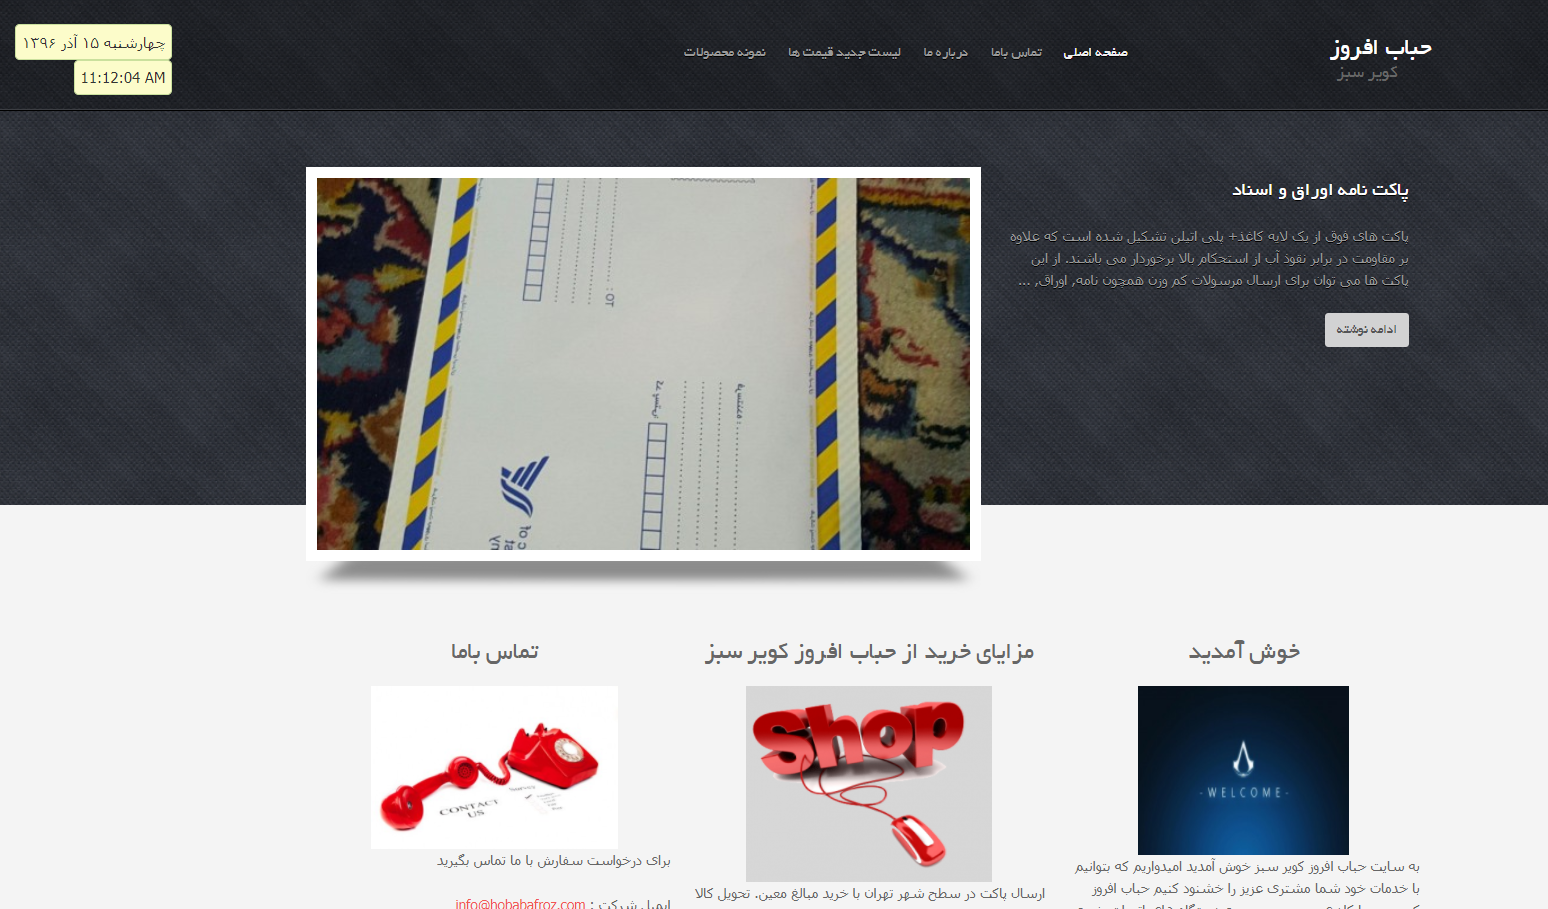 حباب افروز
کویر سبز
صفحه اصلی
تماس باما
درباره ما
لیست جدید قیمت ها
نمونه محصولات
چهارشنبه ۱۵ آذر ۱۳۹۶
11:12:04 AM
پاکت نامه اوراق و اسناد
پاکت های فوق از یک لایه کاغذ+ پلی اتیلن تشکیل شده است که علاوه
بر مقاومت در برابر نفوذ آب از استحکام بالا برخوردار می باشند. از این
پاکت ها می توان برای ارسال مرسولات کم وزن همچون نامه, اوراق, ...
ادامه نوشته
TO :
خوش آمدید
- WELCOME -
به سایت حباب افروز کویر سبز خوش آمدید امیدواریم که بتوانیم
با خدمات خود شما مشتری عزیز را خشنود کنیم حباب افروز
مزایای خرید از حباب افروز کویر سبز
Shop
ارسال پاکت در سطح شهر تهران با خرید مبالغ معین. تحویل کالا
تماس باما
CONTACT
US
Survey
برای درخواست سفارش با ما تماس بگیرید
ایمیل شرکت : info@hobabafroz.com